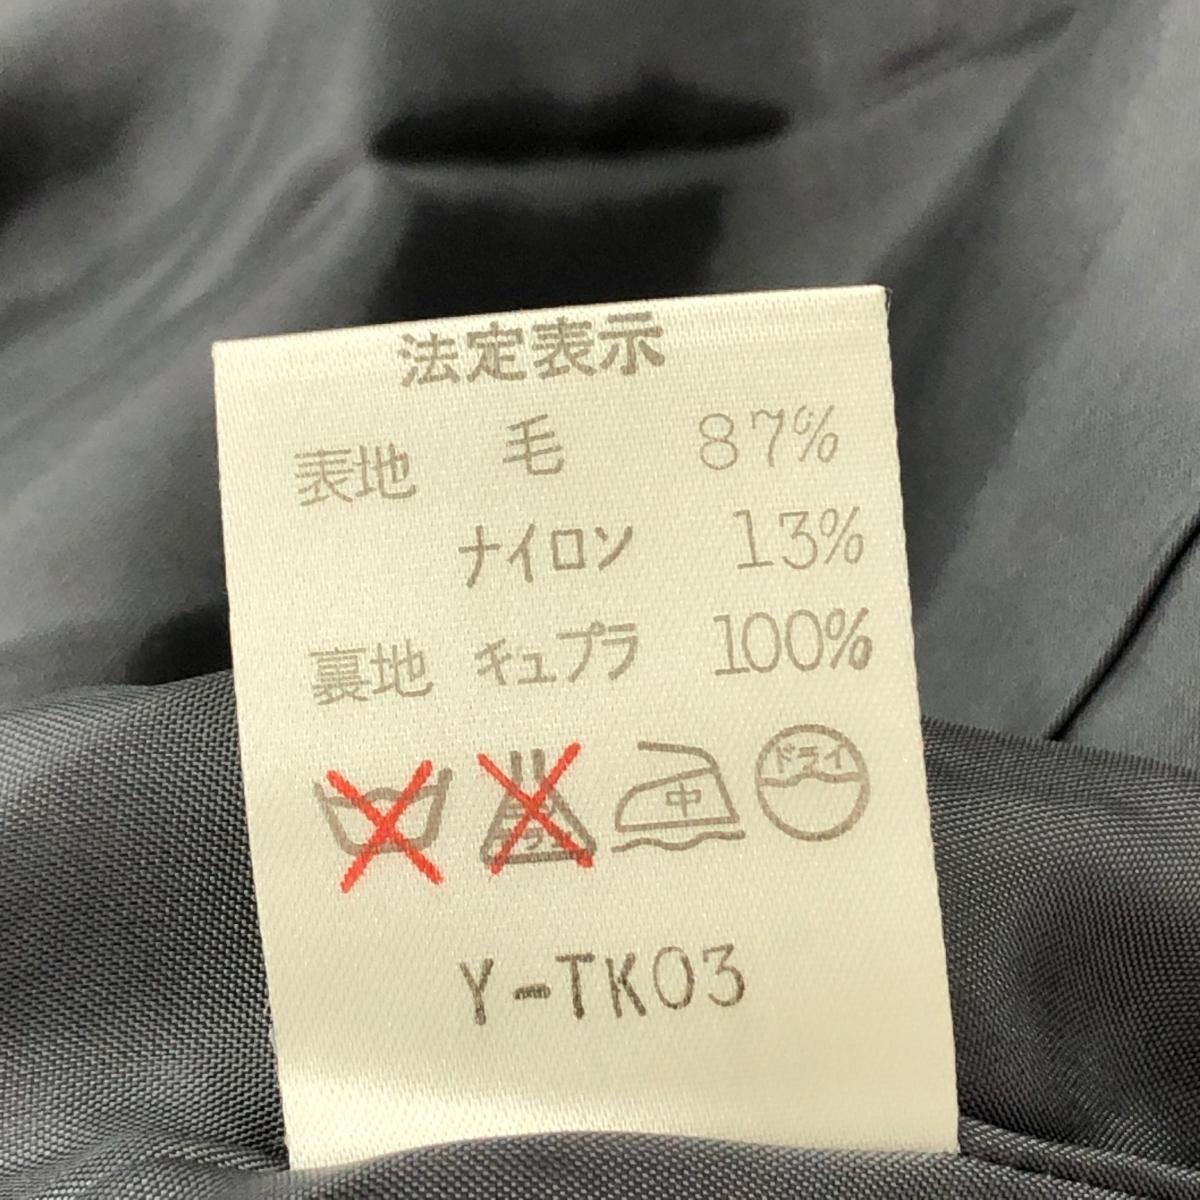 法定表示
表地 毛 87%
ナイロン 13%
裏地 キュプラ 100%
中 ドライ
Y-TK03